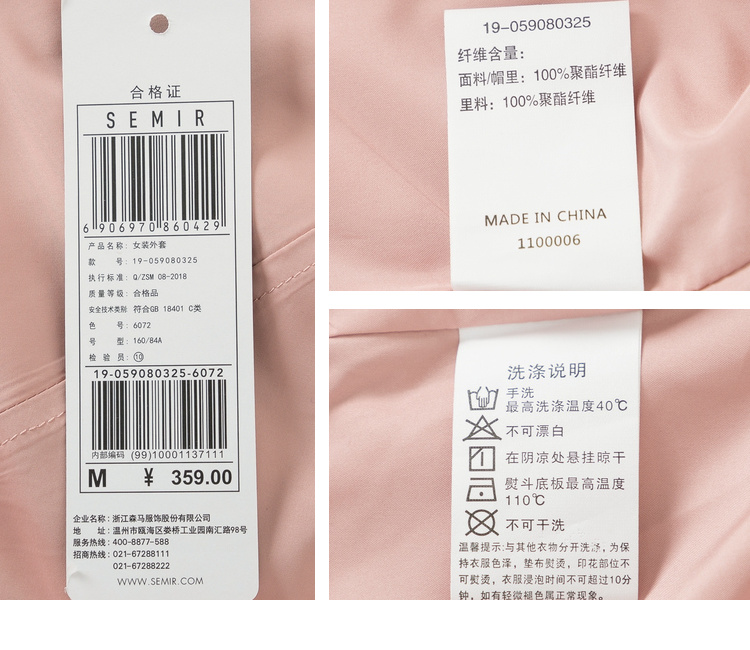 合格证
SEMIR
6 906970 860429
产品名称: 女装外套
款 号: 19-059080325
执行标准: Q/ZSM 08-2018
质量等级: 合格品
安全技术类别 符合GB 18401 C类
色 号: 6072
号 型: 160/84A
检 验 员: 10
19-059080325-6072
内部编码 (99)10001137111
M ¥ 359.00
企业名称: 浙江森马服饰股份有限公司
地 址: 温州市瓯海区娄桥工业园南汇路98号
服务热线: 400-8877-588
招商热线: 021-67288111
021-67288222
WWW.SEMIR.COM
19-059080325
纤维含量:
面料/帽里: 100%聚酯纤维
里料: 100%聚酯纤维
MADE IN CHINA
1100006
洗涤说明
手洗
最高洗涤温度40℃
不可漂白
在阴凉处悬挂晾干
熨斗底板最高温度
110℃
不可干洗
温馨提示:与其他衣物分开洗涤,为保
持衣服色泽,垫布熨烫,印花部位不
可熨烫,衣服浸泡时间不可超过10分
钟,如有轻微褪色属正常现象。